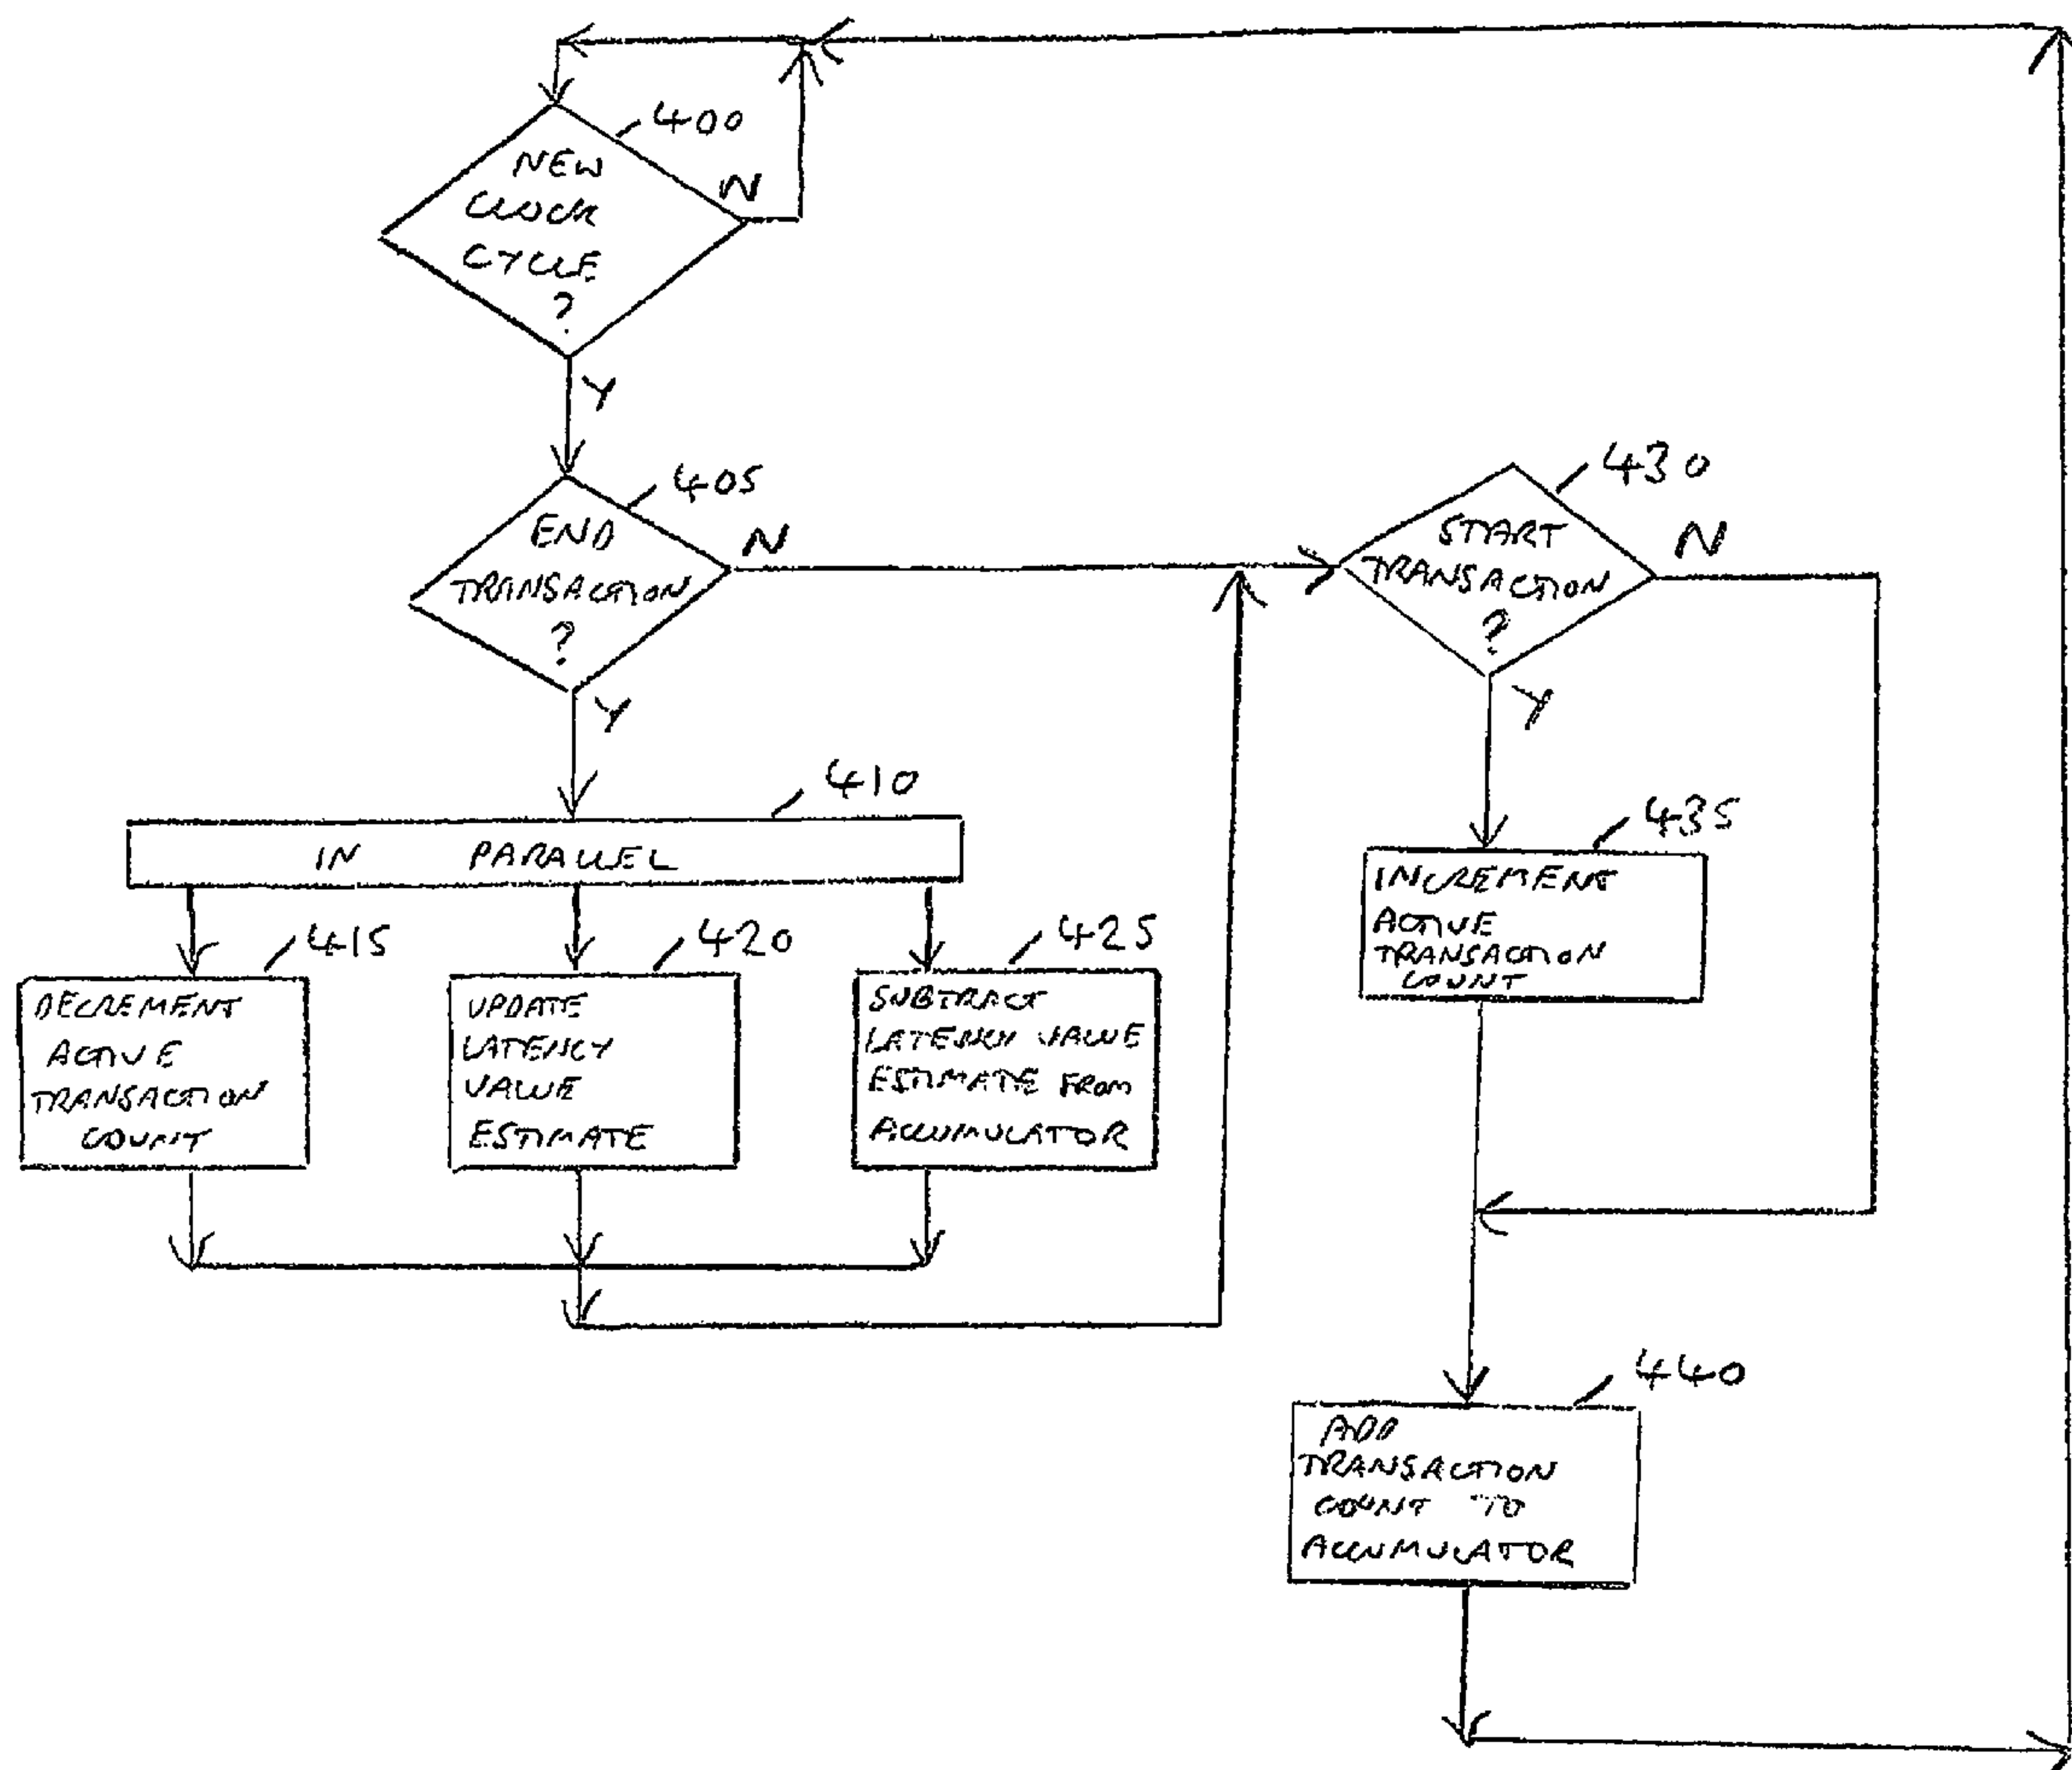 400
NEW
CLOCK
CYCLE
?
N
Y
405
END
TRANSACTION
?
N
Y
430
START
TRANSACTION
?
N
Y
410
IN PARALLEL
415
DECREMENT
ACTIVE
TRANSACTION
COUNT
420
UPDATE
LATENCY
VALUE
ESTIMATE
425
SUBTRACT
LATENCY VALUE
ESTIMATE FROM
ACCUMULATOR
435
INCREMENT
ACTIVE
TRANSACTION
COUNT
440
ADD
TRANSACTION
COUNT TO
ACCUMULATOR